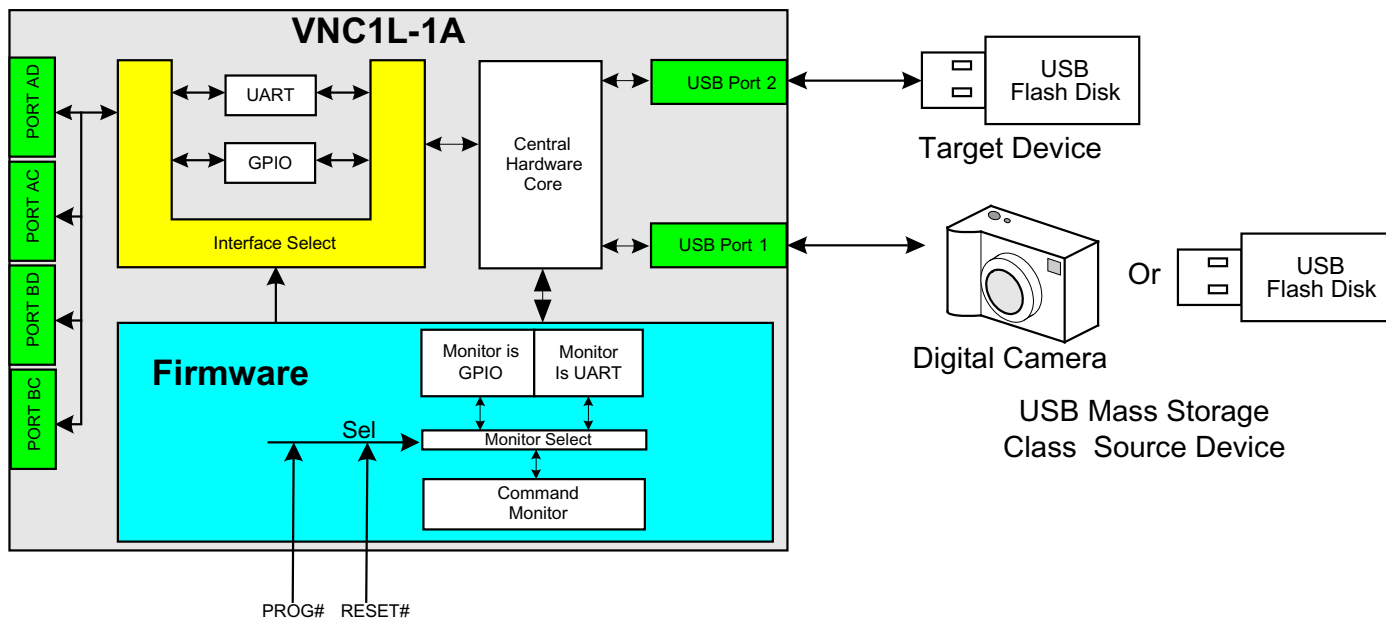 VNC1L-1A
PORT AD
PORT AC
PORT BD
PORT BC
UART
GPIO
Interface Select
Central
Hardware
Core
USB Port 2
USB Port 1
USB
Flash Disk
Target Device
Digital Camera
Or
USB
Flash Disk
USB Mass Storage
Class Source Device
Firmware
Monitor is
GPIO
Monitor
Is UART
Sel
Monitor Select
Command
Monitor
PROG#
RESET#